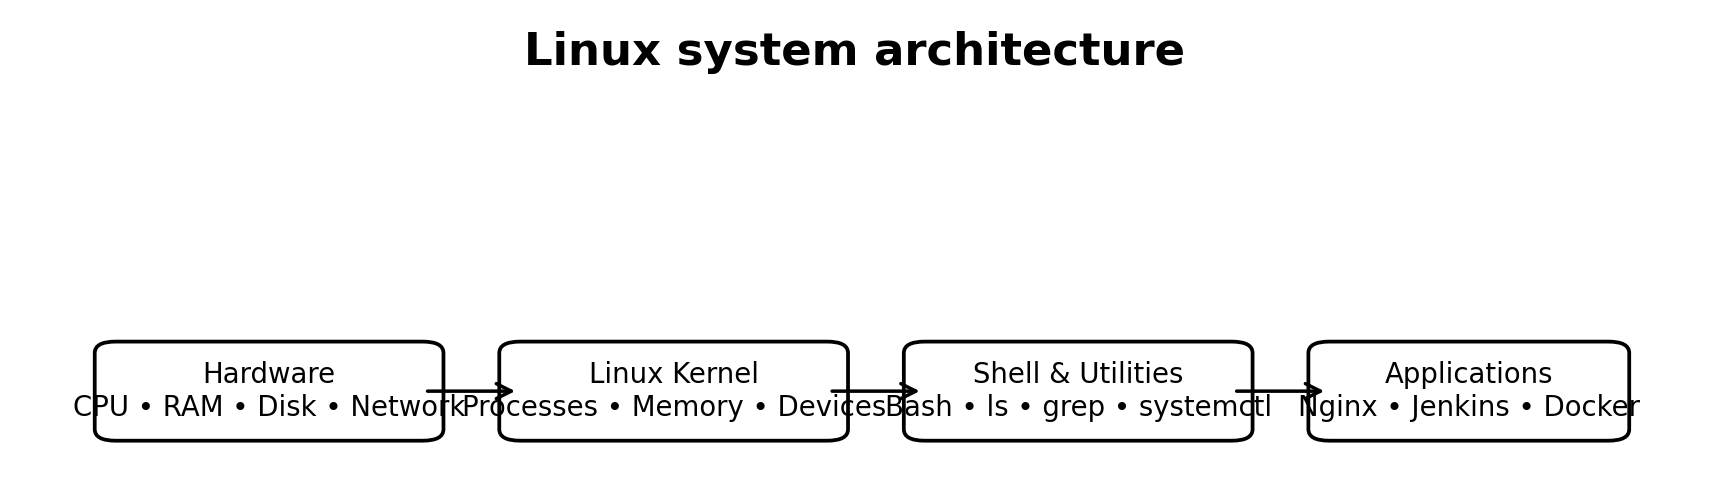 Linux system architecture
Hardware
CPU • RAM • Disk • Network
Linux Kernel
Processes • Memory • Devices
Shell & Utilities
Bash • ls • grep • systemctl
Applications
Nginx • Jenkins • Docker